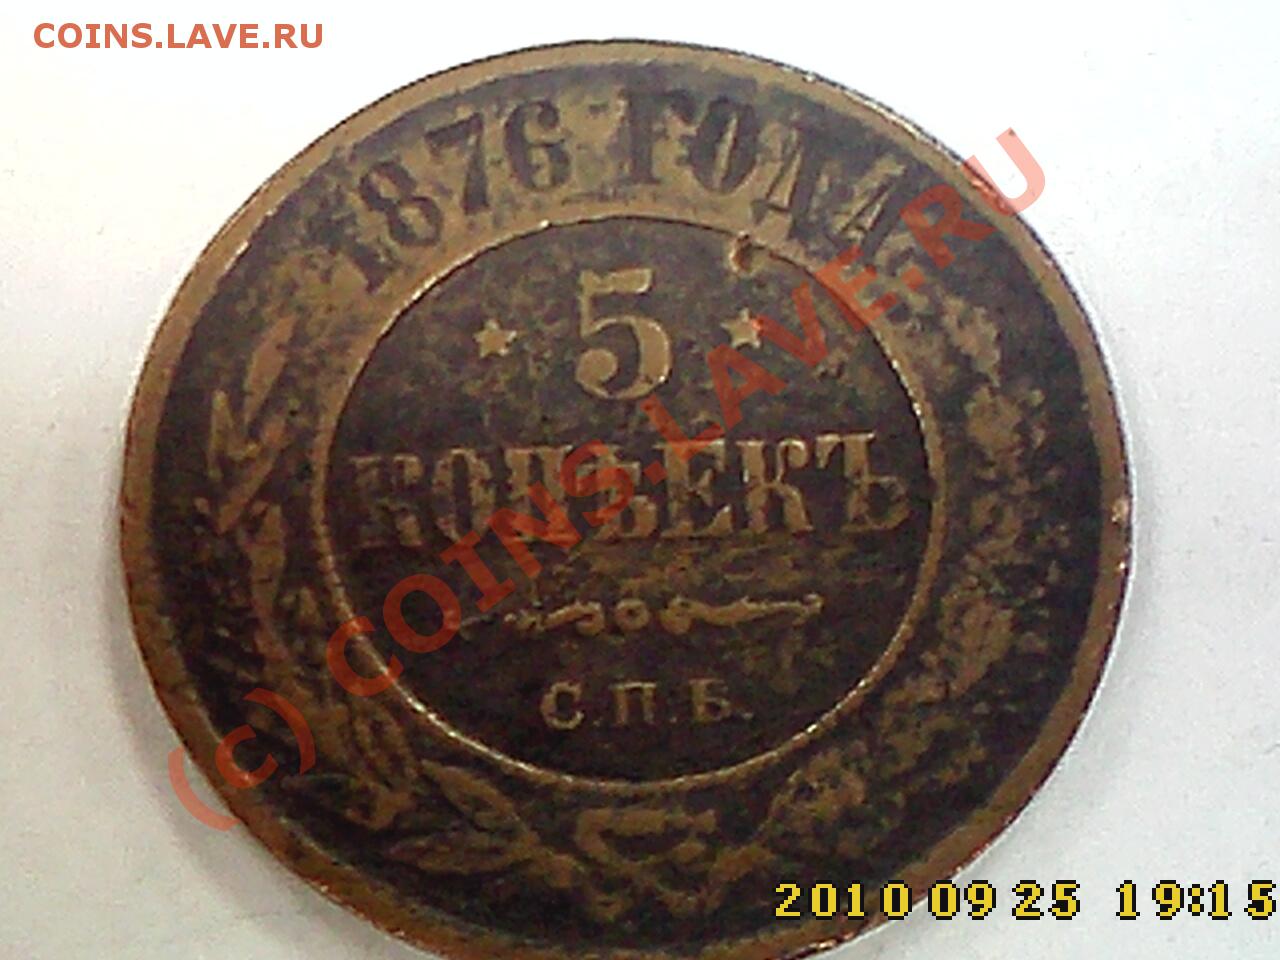 COINS.LAVE.RU
1876 ГОДА
5
КОПѢЕКЪ
С.П.Б.
(c) COINS.LAVE.RU
2010 09 25 19:15